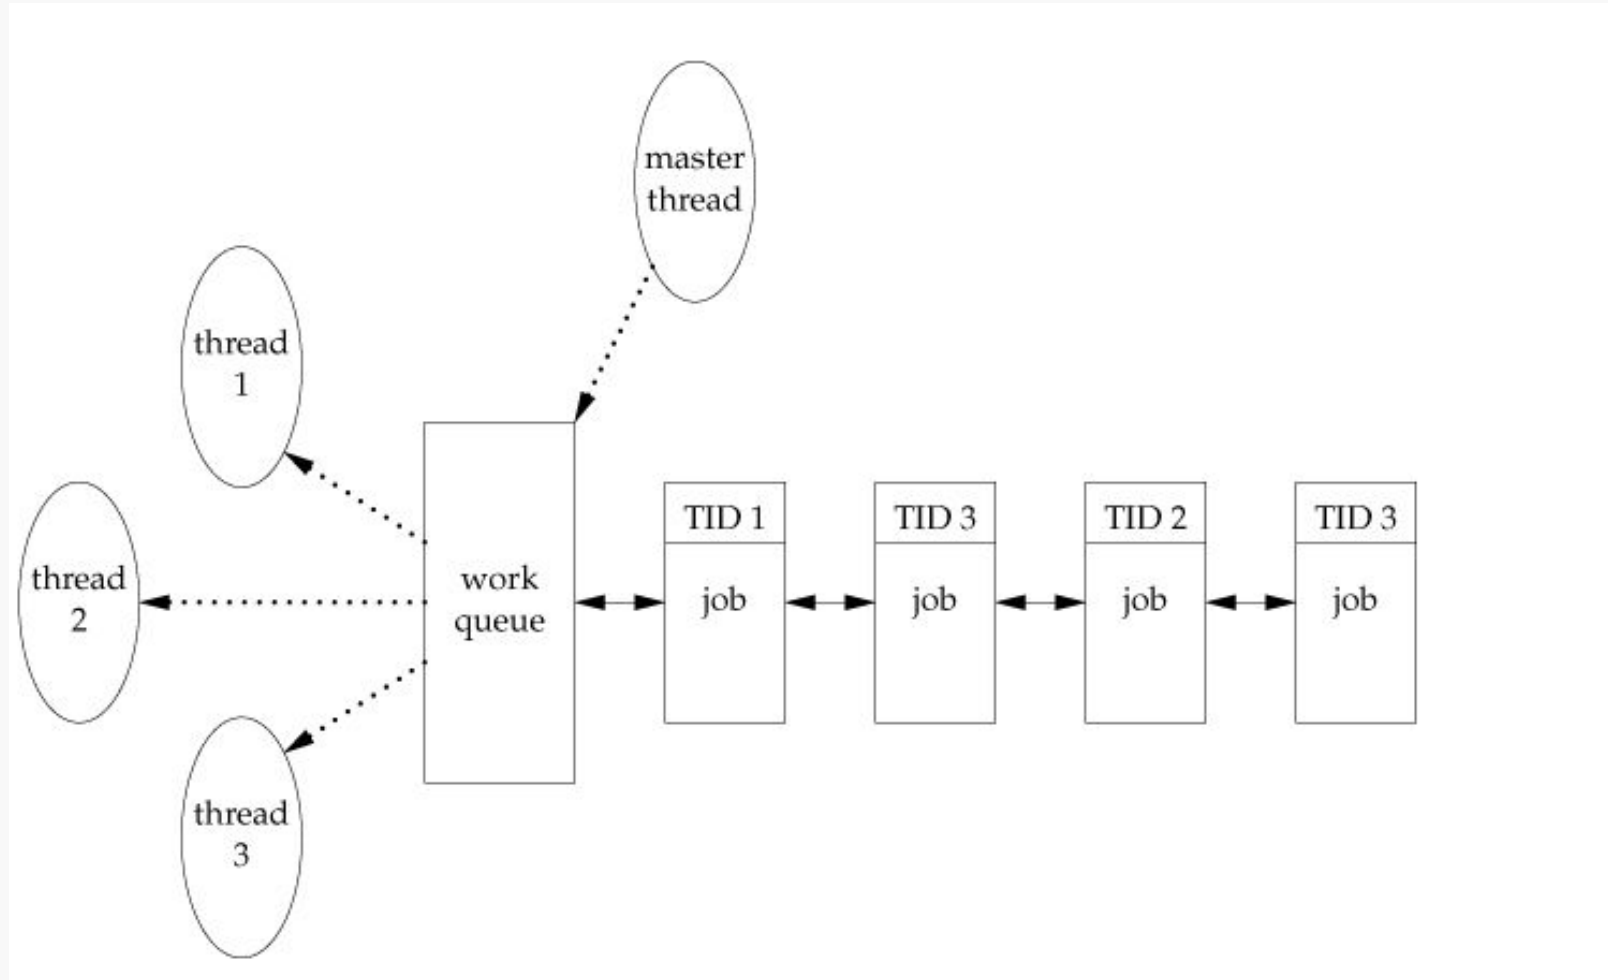 master
thread
thread
1
thread
2
thread
3
work
queue
TID 1
job
TID 3
job
TID 2
job
TID 3
job